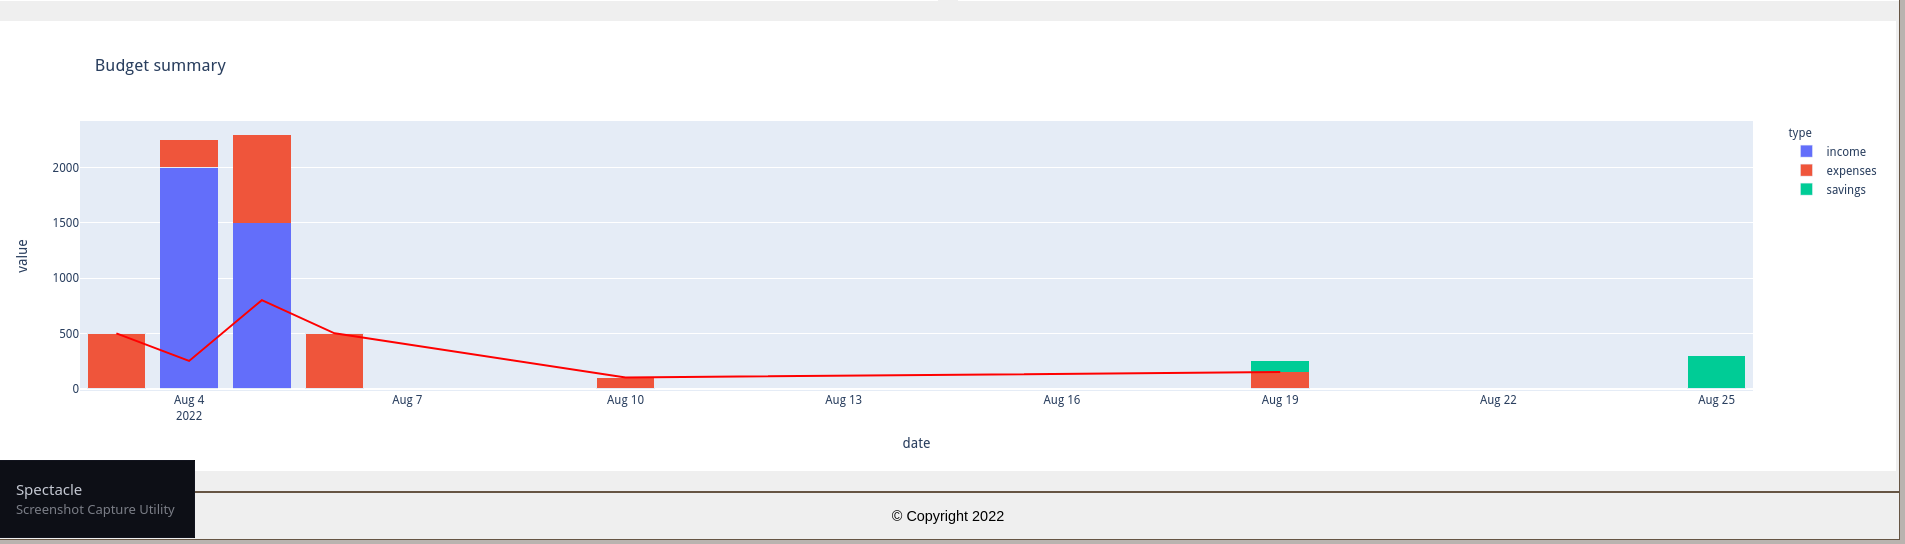 Budget summary
type
income
expenses
savings
value
2000
1500
1000
500
0
Aug 4
2022
Aug 7
Aug 10
Aug 13
Aug 16
Aug 19
Aug 22
Aug 25
date
Spectacle
Screenshot Capture Utility
© Copyright 2022